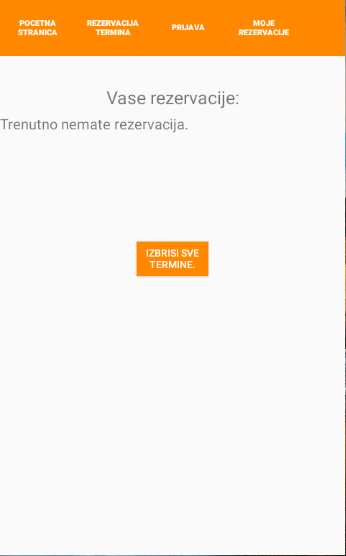 POCETNA
STRANICA
REZERVACIJA
TERMINA
PRIJAVA
MOJE
REZERVACIJE
Vase rezervacije:
Trenutno nemate rezervacija.
IZBRISI SVE
TERMINE.